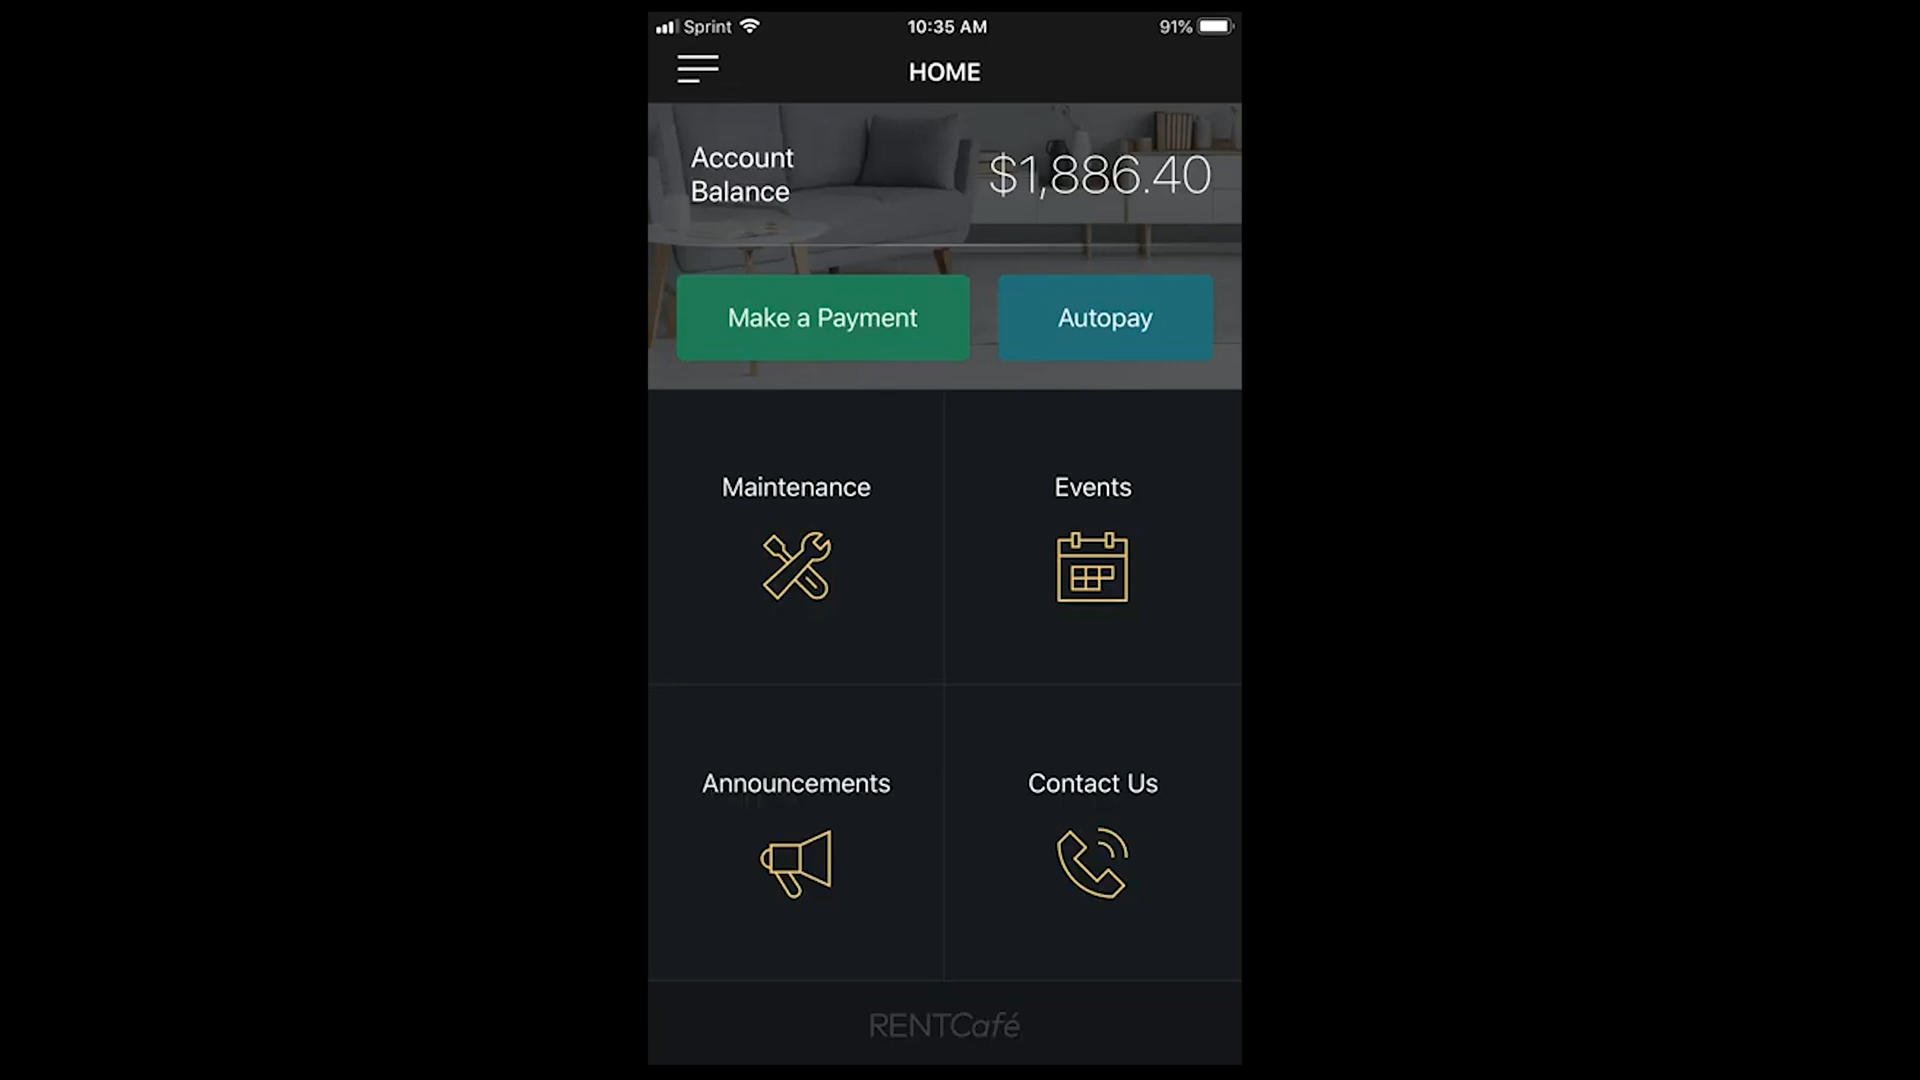 Sprint 10:35 AM 91%
HOME
Account
Balance
$1,886.40
Make a Payment
Autopay
Maintenance
Events
Announcements
Contact Us
RENTCafé